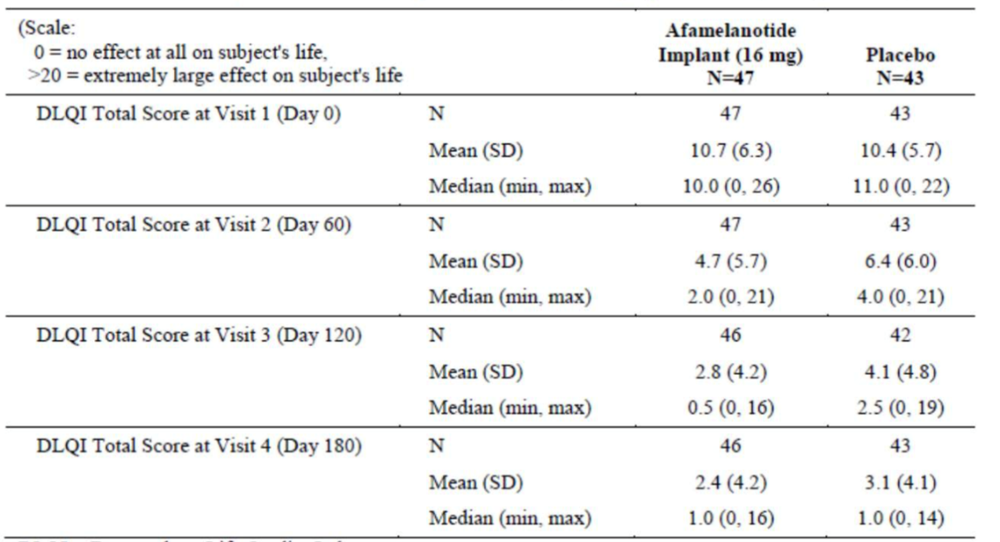 (Scale:
0 = no effect at all on subject's life,
>20 = extremely large effect on subject's life
Afamelanotide
Implant (16 mg)
N=47
Placebo
N=43
DLQI Total Score at Visit 1 (Day 0) N 47 43
Mean (SD) 10.7 (6.3) 10.4 (5.7)
Median (min, max) 10.0 (0, 26) 11.0 (0, 22)
DLQI Total Score at Visit 2 (Day 60) N 47 43
Mean (SD) 4.7 (5.7) 6.4 (6.0)
Median (min, max) 2.0 (0, 21) 4.0 (0, 21)
DLQI Total Score at Visit 3 (Day 120) N 46 42
Mean (SD) 2.8 (4.2) 4.1 (4.8)
Median (min, max) 0.5 (0, 16) 2.5 (0, 19)
DLQI Total Score at Visit 4 (Day 180) N 46 43
Mean (SD) 2.4 (4.2) 3.1 (4.1)
Median (min, max) 1.0 (0, 16) 1.0 (0, 14)